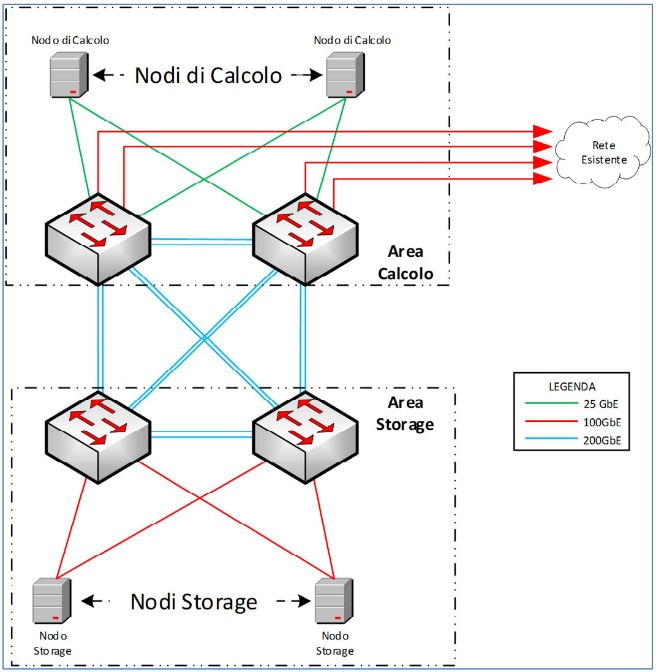 Nodo di Calcolo
Nodo di Calcolo
Nodi di Calcolo
Rete
Esistente
Area
Calcolo
Area
Storage
LEGENDA
25 GbE
100GbE
200GbE
Nodi Storage
Nodo
Storage
Nodo
Storage